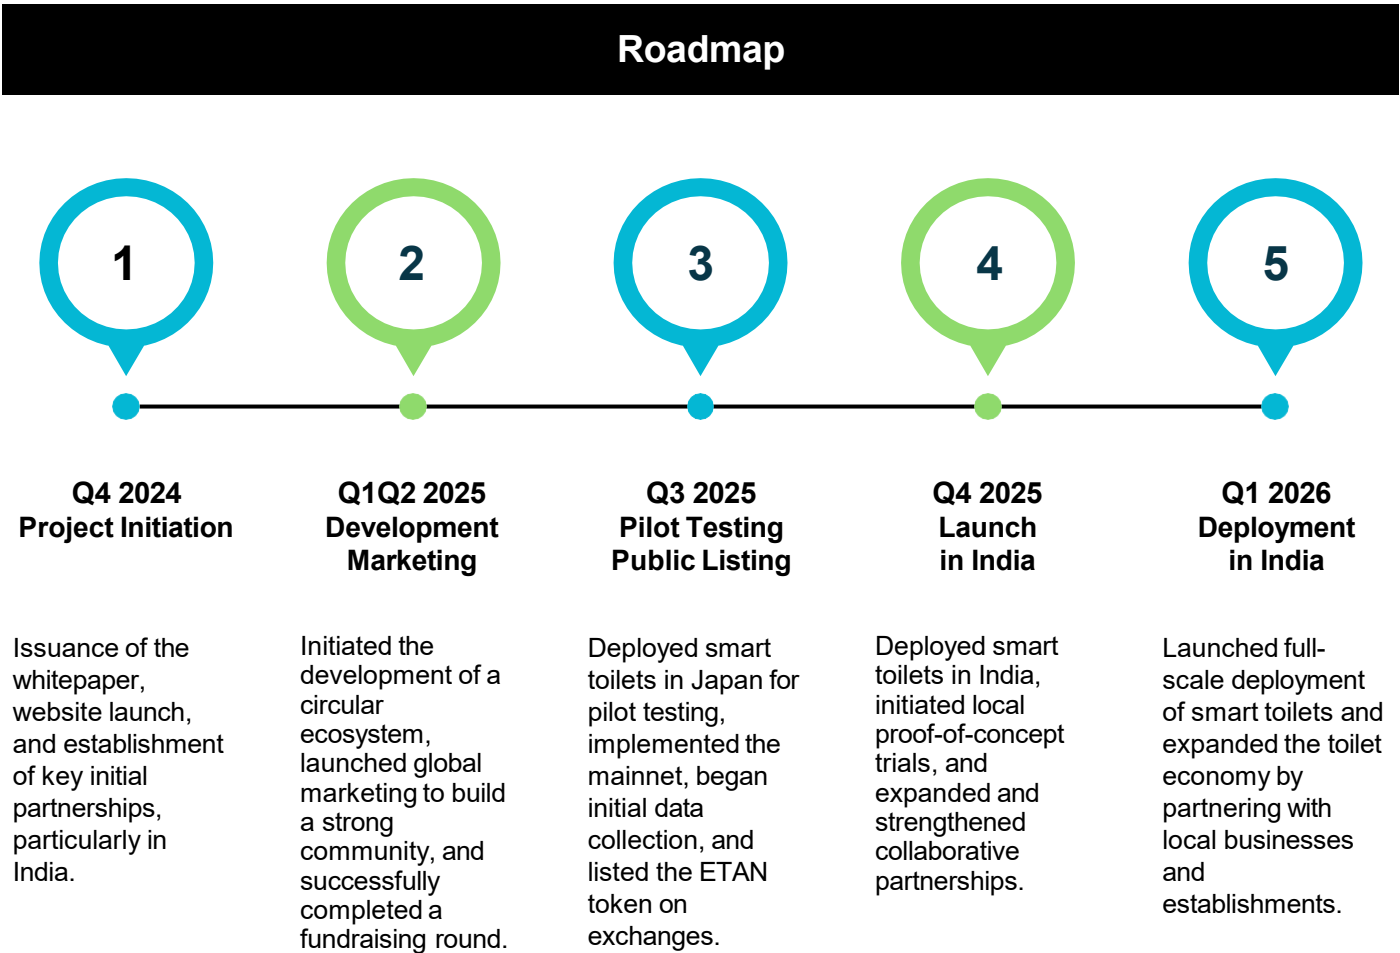 Roadmap
1
2
3
4
5
Q4 2024
Project Initiation
Issuance of the
whitepaper,
website launch,
and establishment
of key initial
partnerships,
particularly in
India.
Q1Q2 2025
Development
Marketing
Initiated the
development of a
circular
ecosystem,
launched global
marketing to build
a strong
community, and
successfully
completed a
fundraising round.
Q3 2025
Pilot Testing
Public Listing
Deployed smart
toilets in Japan for
pilot testing,
implemented the
mainnet, began
initial data
collection, and
listed the ETAN
token on
exchanges.
Q4 2025
Launch
in India
Deployed smart
toilets in India,
initiated local
proof-of-concept
trials, and
expanded and
strengthened
collaborative
partnerships.
Q1 2026
Deployment
in India
Launched full-
scale deployment
of smart toilets and
expanded the toilet
economy by
partnering with
local businesses
and
establishments.